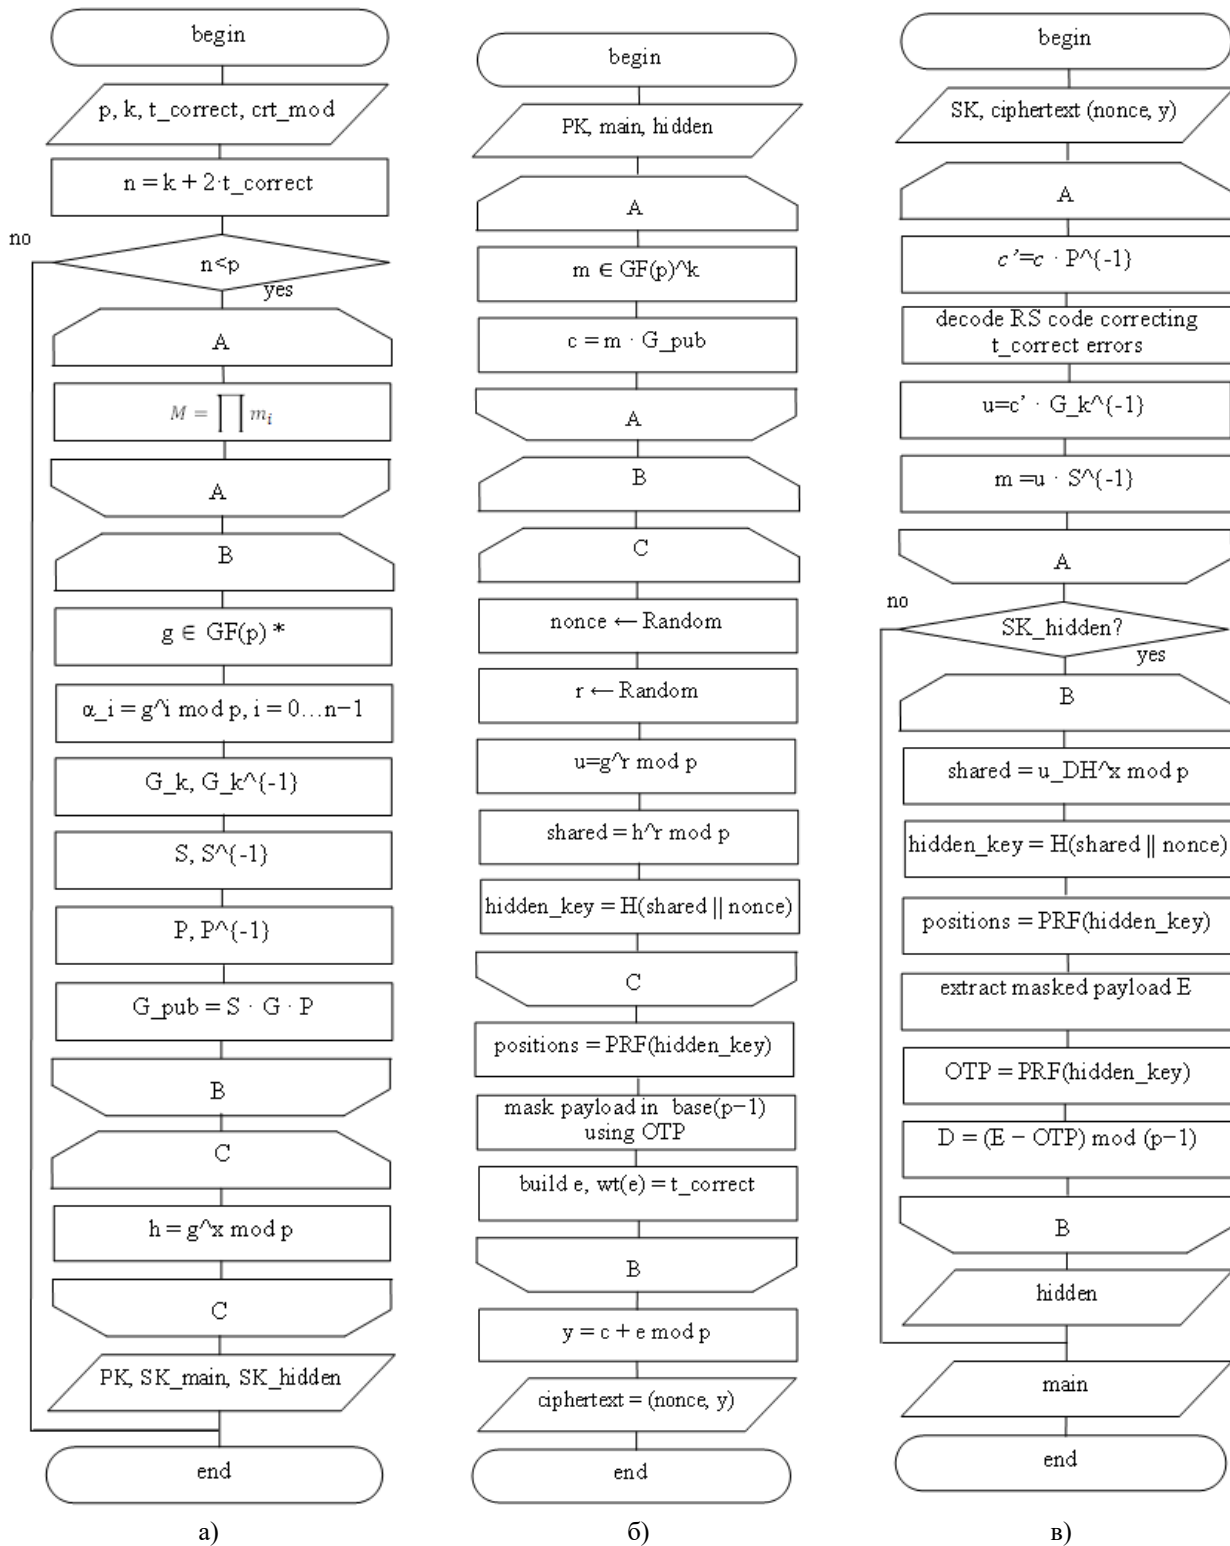 begin
p, k, t_correct, crt_mod
n = k + 2·t_correct
no
n<p
yes
A
M = ∏ m_i
A
B
g ∈ GF(p) *
α_i = g^i mod p, i = 0...n−1
G_k, G_k^{-1}
S, S^{-1}
P, P^{-1}
G_pub = S · G · P
B
C
h = g^x mod p
C
PK, SK_main, SK_hidden
end
а)
begin
PK, main, hidden
A
m ∈ GF(p)^k
c = m · G_pub
A
B
C
nonce ← Random
r ← Random
u=g^r mod p
shared = h^r mod p
hidden_key = H(shared || nonce)
C
positions = PRF(hidden_key)
mask payload in base(p−1)
using OTP
build e, wt(e) = t_correct
B
y = c + e mod p
ciphertext = (nonce, y)
end
б)
begin
SK, ciphertext (nonce, y)
A
c’=c · P^{-1}
decode RS code correcting
t_correct errors
u=c’ · G_k^{-1}
m =u · S^{-1}
A
no
SK_hidden?
yes
B
shared = u_DH^x mod p
hidden_key = H(shared || nonce)
positions = PRF(hidden_key)
extract masked payload E
OTP = PRF(hidden_key)
D = (E − OTP) mod (p−1)
B
hidden
main
end
в)